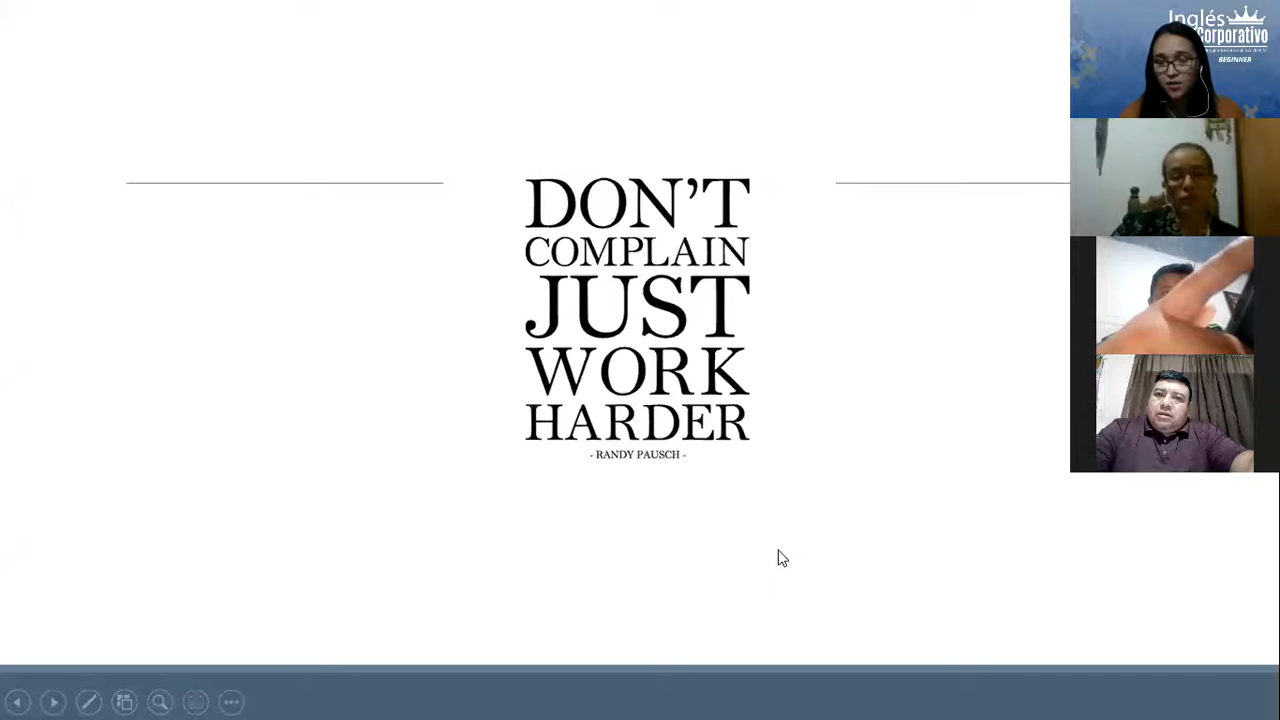 DON'T
COMPLAIN
JUST
WORK
HARDER
- RANDY PAUSCH -
Inglés
Corporativo
BEGINNER